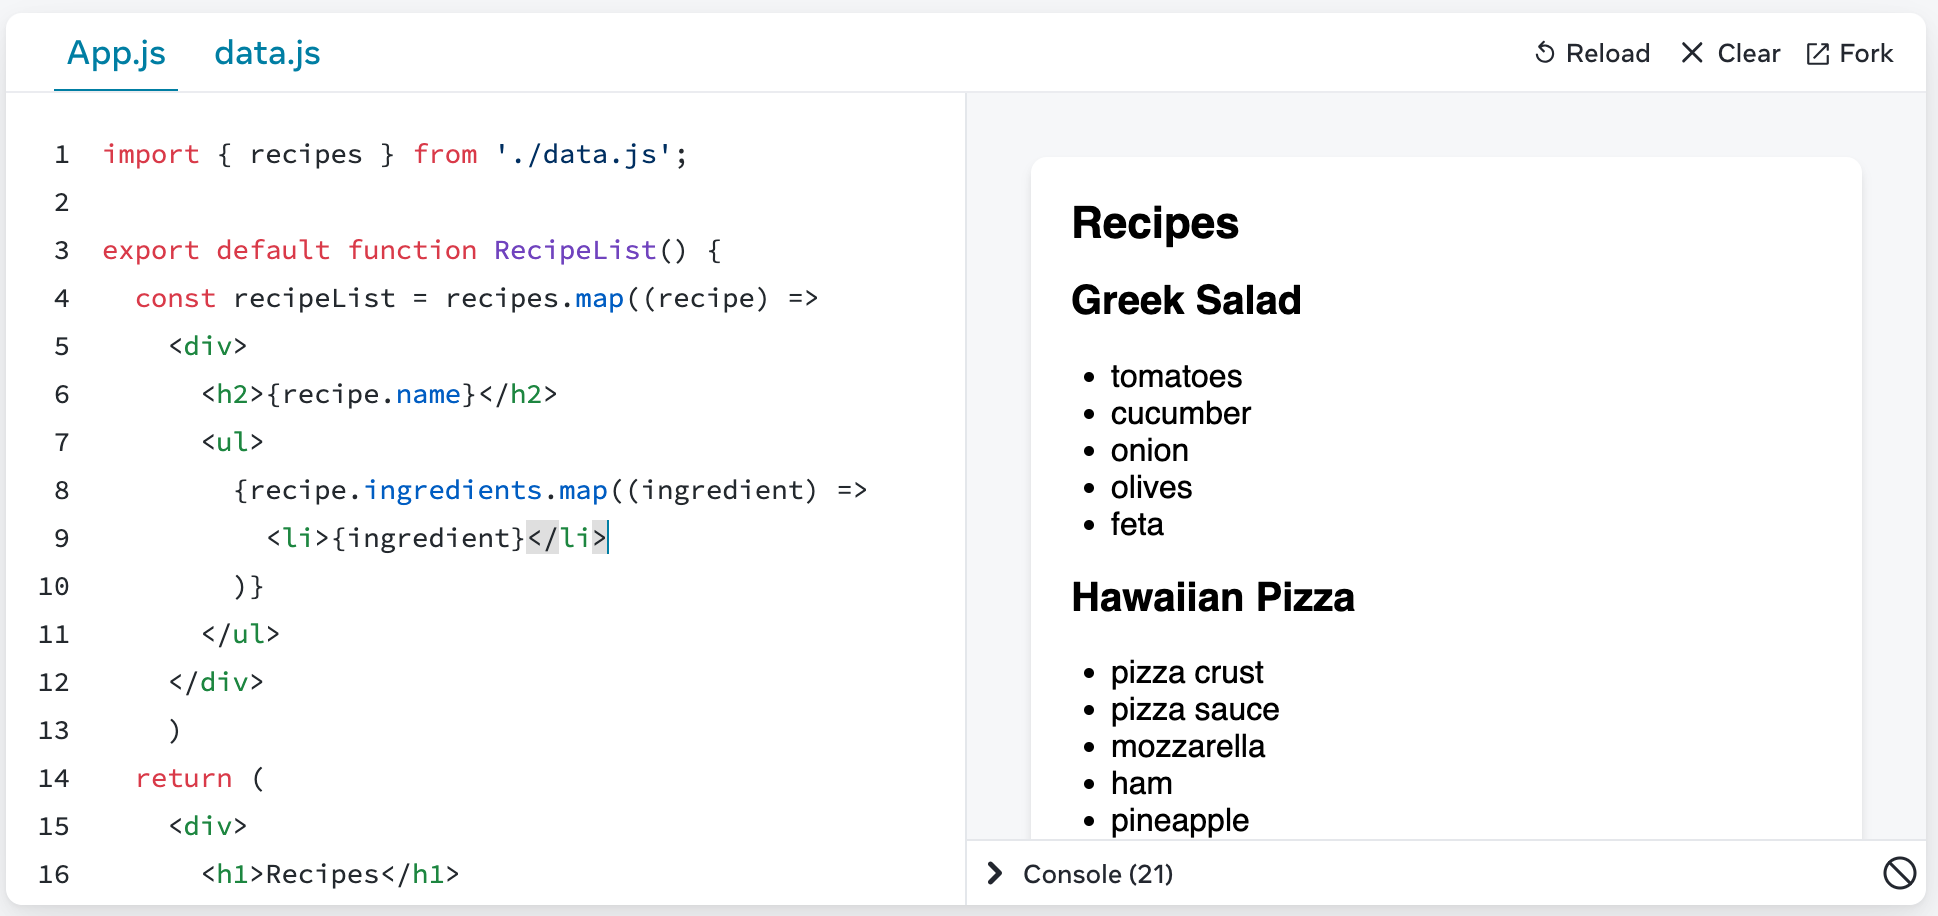 App.js data.js Reload Clear Fork
1 import { recipes } from './data.js';
2
3 export default function RecipeList() {
4   const recipeList = recipes.map((recipe) =>
5     <div>
6       <h2>{recipe.name}</h2>
7       <ul>
8         {recipe.ingredients.map((ingredient) =>
9           <li>{ingredient}</li>
10         )}
11       </ul>
12     </div>
13     )
14   return (
15     <div>
16       <h1>Recipes</h1>
Recipes
Greek Salad
• tomatoes
• cucumber
• onion
• olives
• feta
Hawaiian Pizza
• pizza crust
• pizza sauce
• mozzarella
• ham
• pineapple
Console (21)